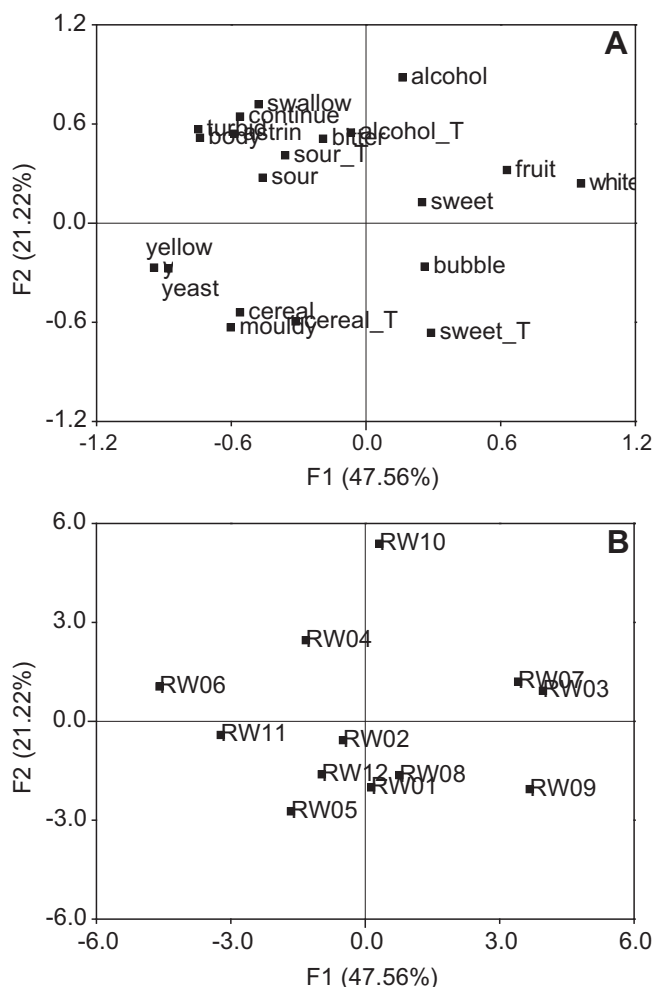 1.2
A
alcohol
swallow
continue
0.6
turbid
body
astrin
bitter
alcohol_T
sour_T
fruit
sour
white
sweet
0.0
yellow
y
yeast
bubble
cereal
-0.6
mouldy
cereal_T
sweet_T
-1.2
-1.2
-0.6
0.0
0.6
1.2
F2 (21.22%)
F1 (47.56%)
6.0
B
RW10
3.0
RW04
RW06
RW07
RW03
0.0
RW11
RW02
RW12
RW08
RW01
RW09
RW05
-3.0
-6.0
-6.0
-3.0
0.0
3.0
6.0
F2 (21.22%)
F1 (47.56%)